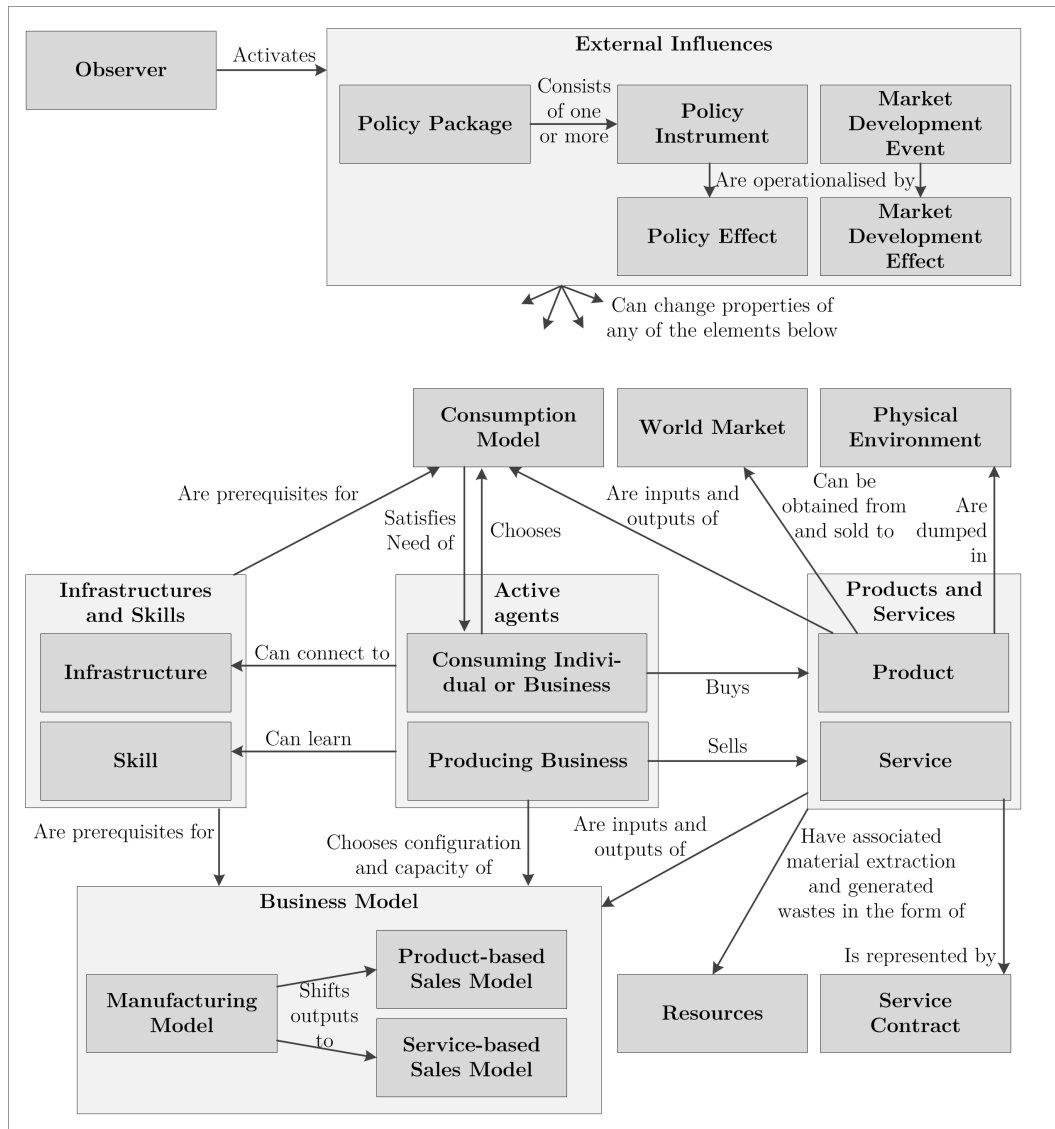 Observer
Activates
External Influences
Policy Package
Consists
of one
or more
Policy
Instrument
Market
Development
Event
Are operationalised by
Policy Effect
Market
Development
Effect
Can change properties of
any of the elements below
Consumption
Model
World Market
Physical
Environment
Are prerequisites for
Satisfies
Need of
Chooses
Are inputs and
outputs of
Can be
obtained from
and sold to
Are
dumped
in
Infrastructures
and Skills
Infrastructure
Skill
Can connect to
Can learn
Active
agents
Consuming Indivi-
dual or Business
Producing Business
Buys
Sells
Products and
Services
Product
Service
Are prerequisites for
Chooses configuration
and capacity of
Are inputs and
outputs of
Have associated
material extraction
and generated
wastes in the form of
Is represented by
Business Model
Manufacturing
Model
Shifts
outputs
to
Product-based
Sales Model
Service-based
Sales Model
Resources
Service
Contract